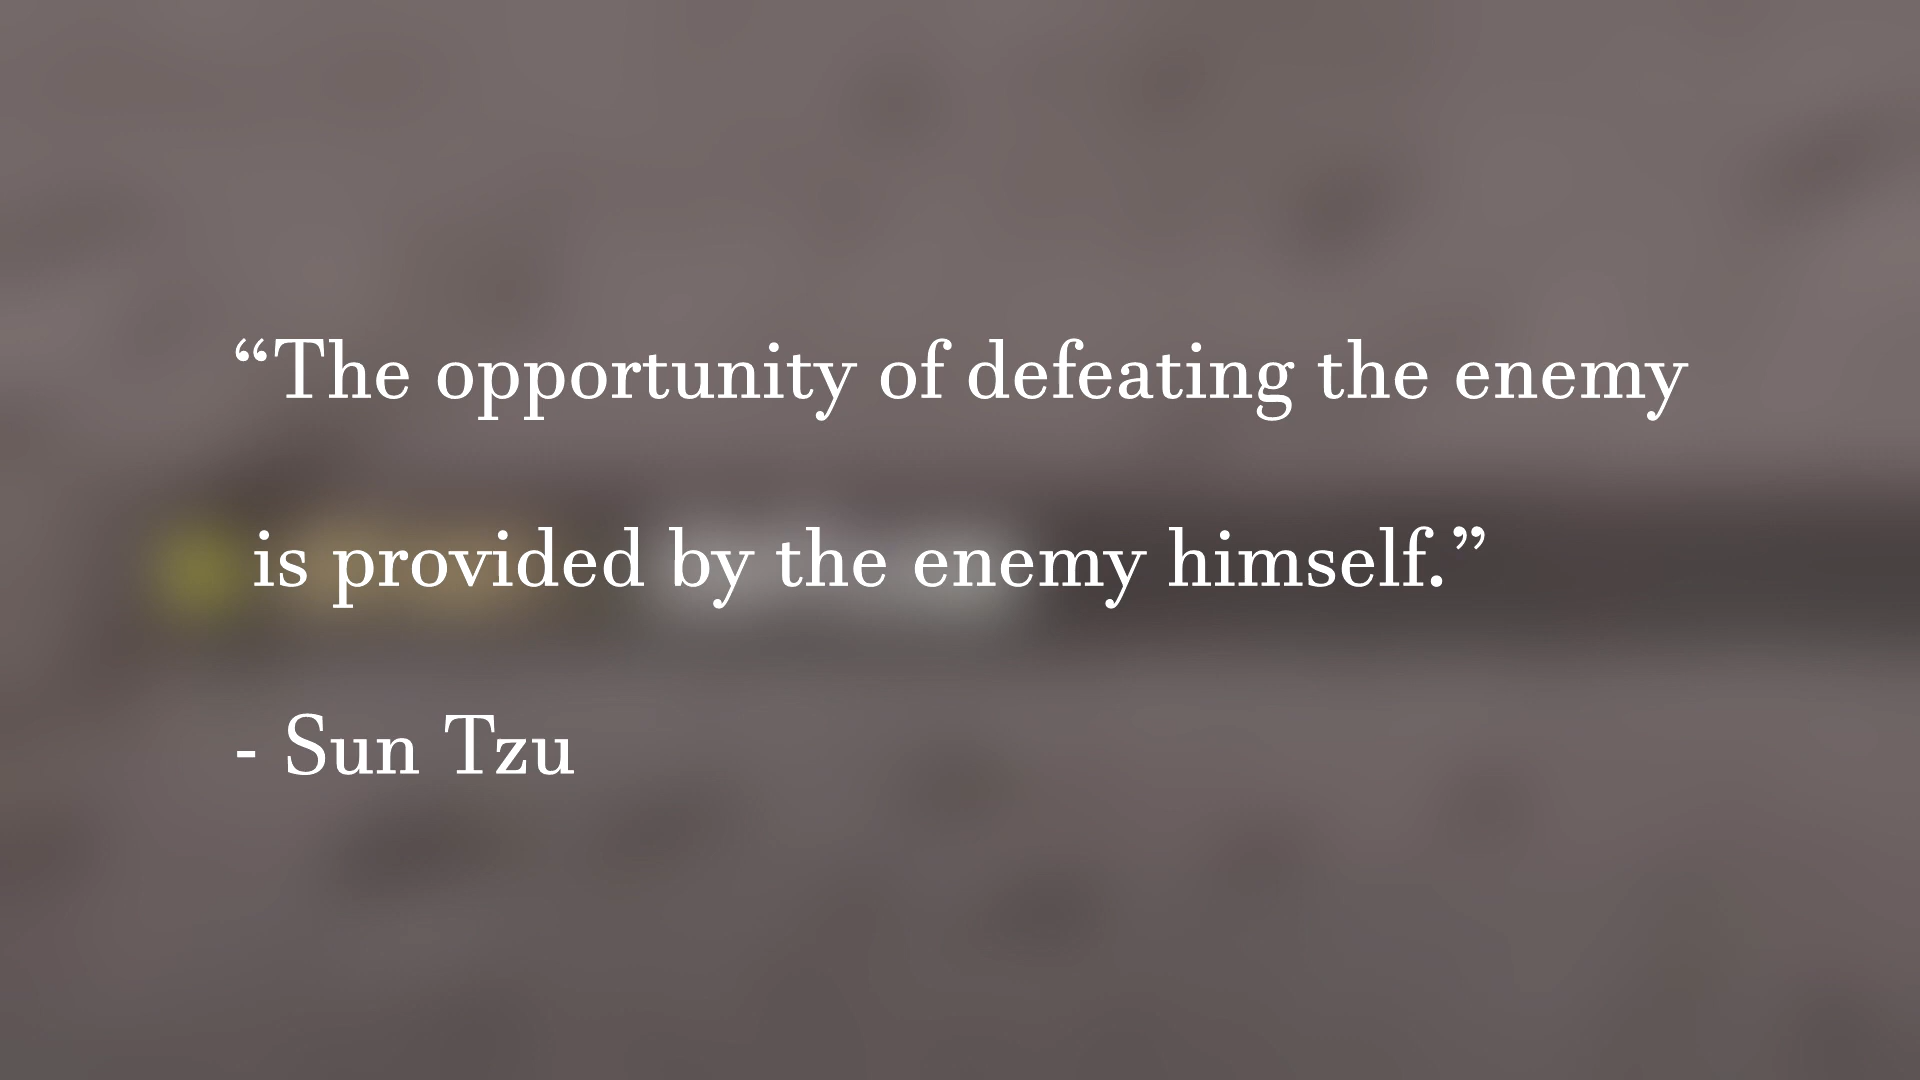 “The opportunity of defeating the enemy
is provided by the enemy himself.”
- Sun Tzu